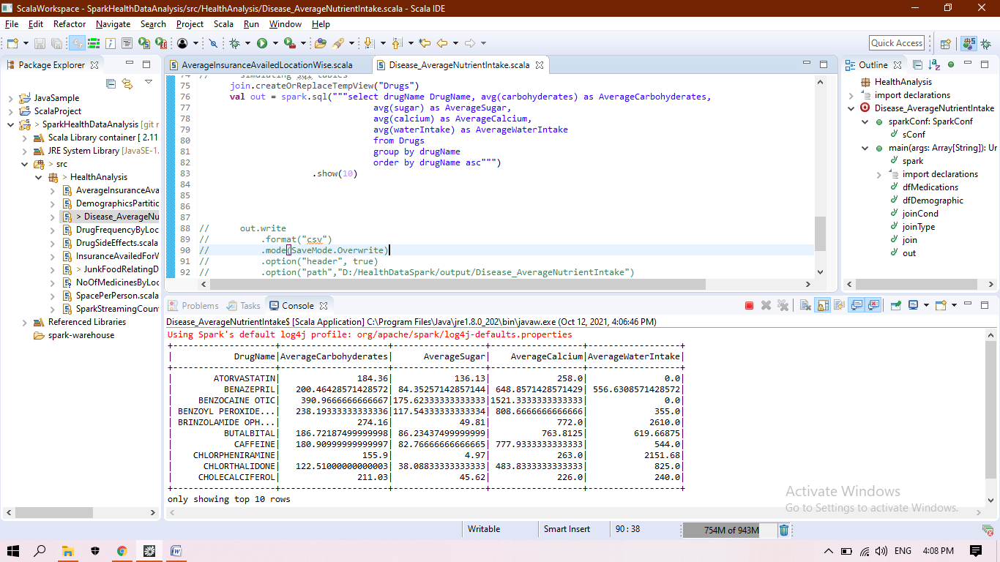 ScalaWorkspace - SparkHealthDataAnalysis/src/HealthAnalysis/Disease_AverageNutrientIntake.scala - Scala IDE
File Edit Refactor Navigate Search Project Scala Run Window Help
Quick Access
Package Explorer
JavaSample
ScalaProject
> SparkHealthDataAnalysis [git r
Scala Library container [ 2.11
JRE System Library [JavaSE-1.
> src
> HealthAnalysis
AverageInsuranceAva
DemographicsPartitic
> Disease_AverageNu
DrugFrequencyByLoc
DrugSideEffects.scala
InsuranceAvailedForV
> JunkFoodRelatingD
NoOfMedicinesByLoc
SpacePerPerson.scala
SparkStreamingCoun
Referenced Libraries
spark-warehouse
AverageInsuranceAvailedLocationWise.scala
Disease_AverageNutrientIntake.scala
74 // simulating sql tables
75 join.createOrReplaceTempView("Drugs")
76 val out = spark.sql("""select drugName DrugName, avg(carbohyderates) as AverageCarbohyderates,
77 avg(sugar) as AverageSugar,
78 avg(calcium) as AverageCalcium,
79 avg(waterIntake) as AverageWaterIntake
80 from Drugs
81 group by drugName
82 order by drugName asc""")
83 .show(10)
84
85
86
87
88 // out.write
89 // .format("csv")
90 // .mode(SaveMode.Overwrite)
91 // .option("header", true)
92 // .option("path","D:/HealthDataSpark/output/Disease_AverageNutrientIntake")
Outline
HealthAnalysis
import declarations
Disease_AverageNutrientIntake
sparkConf: SparkConf
sConf
main(args: Array[String]): Ur
spark
import declarations
dfMedications
dfDemographic
joinCond
joinType
join
out
Problems Tasks Console
Disease_AverageNutrientIntake$ [Scala Application] C:\Program Files\Java\jre1.8.0_202\bin\javaw.exe (Oct 12, 2021, 4:06:46 PM)
Using Spark's default log4j profile: org/apache/spark/log4j-defaults.properties
+--------------------+---------------------+------------------+------------------+------------------+
| DrugName|AverageCarbohyderates| AverageSugar| AverageCalcium|AverageWaterIntake|
+--------------------+---------------------+------------------+------------------+------------------+
| ATORVASTATIN| 184.36| 136.13| 258.0| 0.0|
| BENAZEPRIL| 200.46428571428572| 84.35257142857144| 648.8571428571429| 556.6308571428572|
| BENZOCAINE OTIC| 390.9666666666667|175.62333333333333|1521.3333333333333| 0.0|
| BENZOYL PEROXIDE...| 238.19333333333336|117.54333333333334| 808.6666666666666| 355.0|
| BRINZOLAMIDE OPH...| 274.16| 49.81| 772.0| 2610.0|
| BUTALBITAL| 186.72187499999998| 86.23437499999999| 763.8125| 619.66875|
| CAFFEINE| 180.90999999999997| 82.76666666666665| 777.9333333333333| 544.0|
| CHLORPHENIRAMINE| 155.9| 4.97| 263.0| 2151.68|
| CHLORTHALIDONE| 122.51000000000003| 38.08833333333333| 483.8333333333333| 825.0|
| CHOLECALCIFEROL| 211.03| 45.62| 226.0| 240.0|
+--------------------+---------------------+------------------+------------------+------------------+
only showing top 10 rows
Activate Windows
Go to Settings to activate Windows.
Writable Smart Insert 90 : 38 754M of 943M
ENG 4:08 PM